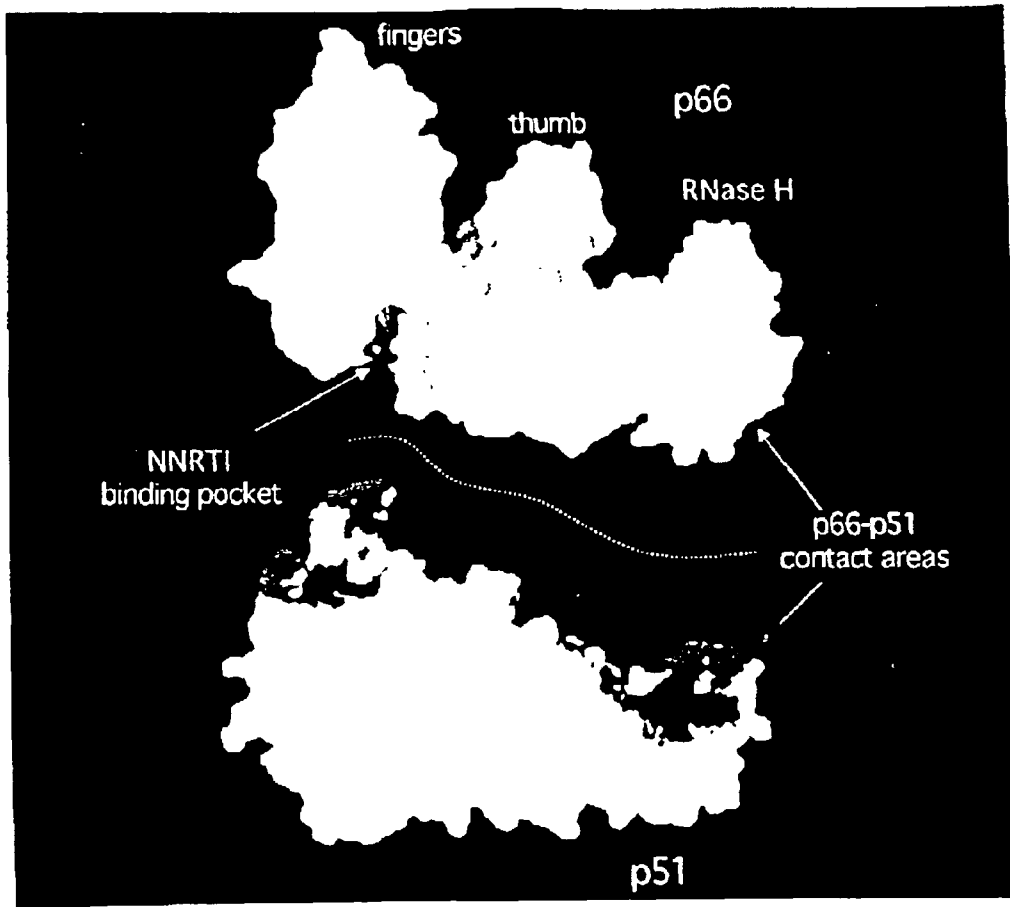 fingers
p66
thumb
RNase H
NNRTI
binding pocket
p66-p51
contact areas
p51